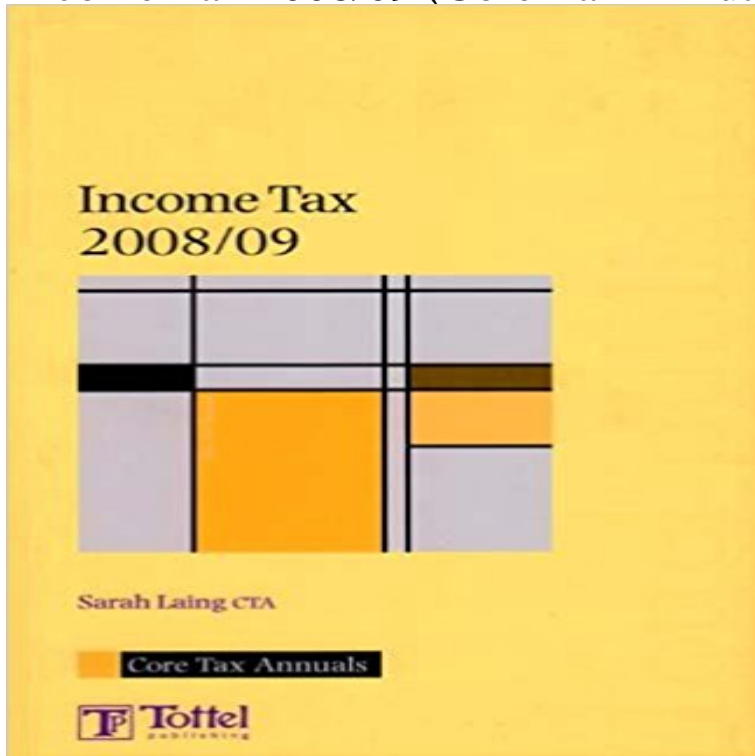 Income Tax
2008/09
Sarah Laing CTA
Core Tax Annuals
TP Tottel
publishing